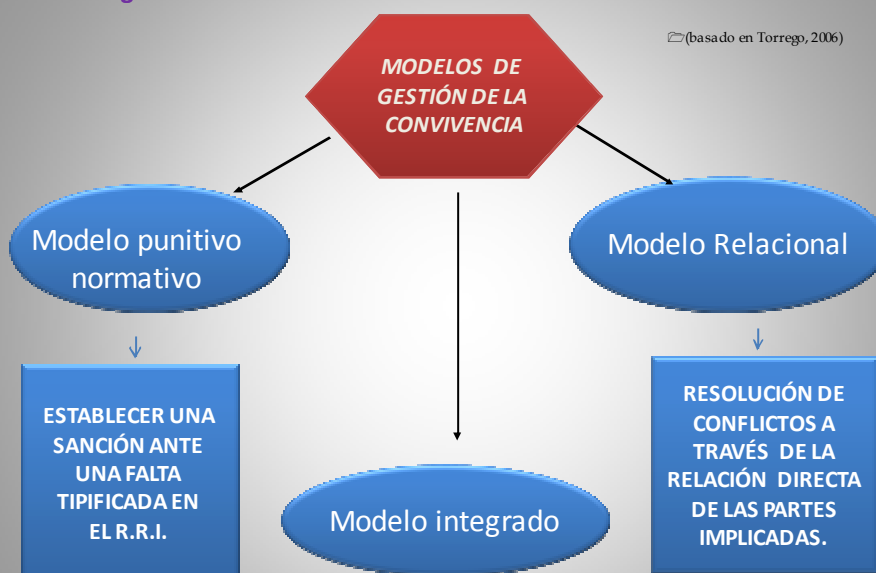 (basado en Torrego, 2006)
MODELOS DE
GESTIÓN DE LA
CONVIVENCIA
Modelo punitivo
normativo
Modelo Relacional
ESTABLECER UNA
SANCIÓN ANTE
UNA FALTA
TIPIFICADA EN
EL R.R.I.
RESOLUCIÓN DE
CONFLICTOS A
TRAVÉS DE LA
RELACIÓN DIRECTA
DE LAS PARTES
IMPLICADAS.
Modelo integrado